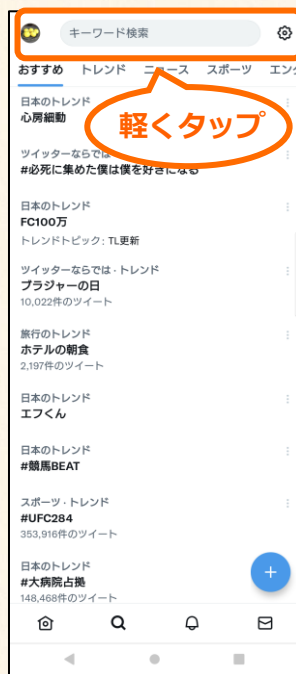 キーワード検索
おすすめ トレンド ニュース スポーツ エン
軽くタップ
日本のトレンド
心房細動
ツイッターならでは
#必死に集めた僕は僕を好きになる
日本のトレンド
FC100万
トレンドトピック: TL更新
ツイッターならでは · トレンド
ブラジャーの日
10,022件のツイート
旅行のトレンド
ホテルの朝食
2,197件のツイート
日本のトレンド
エフくん
日本のトレンド
#競馬BEAT
スポーツ · トレンド
#UFC284
353,916件のツイート
日本のトレンド
#大病院占拠
148,468件のツイート